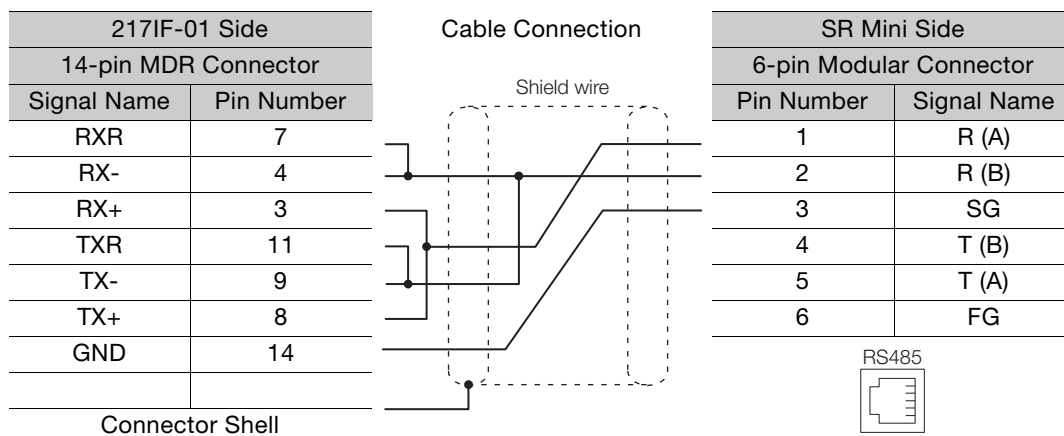 217IF-01 Side
Cable Connection
SR Mini Side
14-pin MDR Connector
6-pin Modular Connector
Shield wire
Signal Name Pin Number
Pin Number Signal Name
RXR 7
1 R (A)
RX- 4
2 R (B)
RX+ 3
3 SG
TXR 11
4 T (B)
TX- 9
5 T (A)
TX+ 8
6 FG
GND 14
RS485
Connector Shell